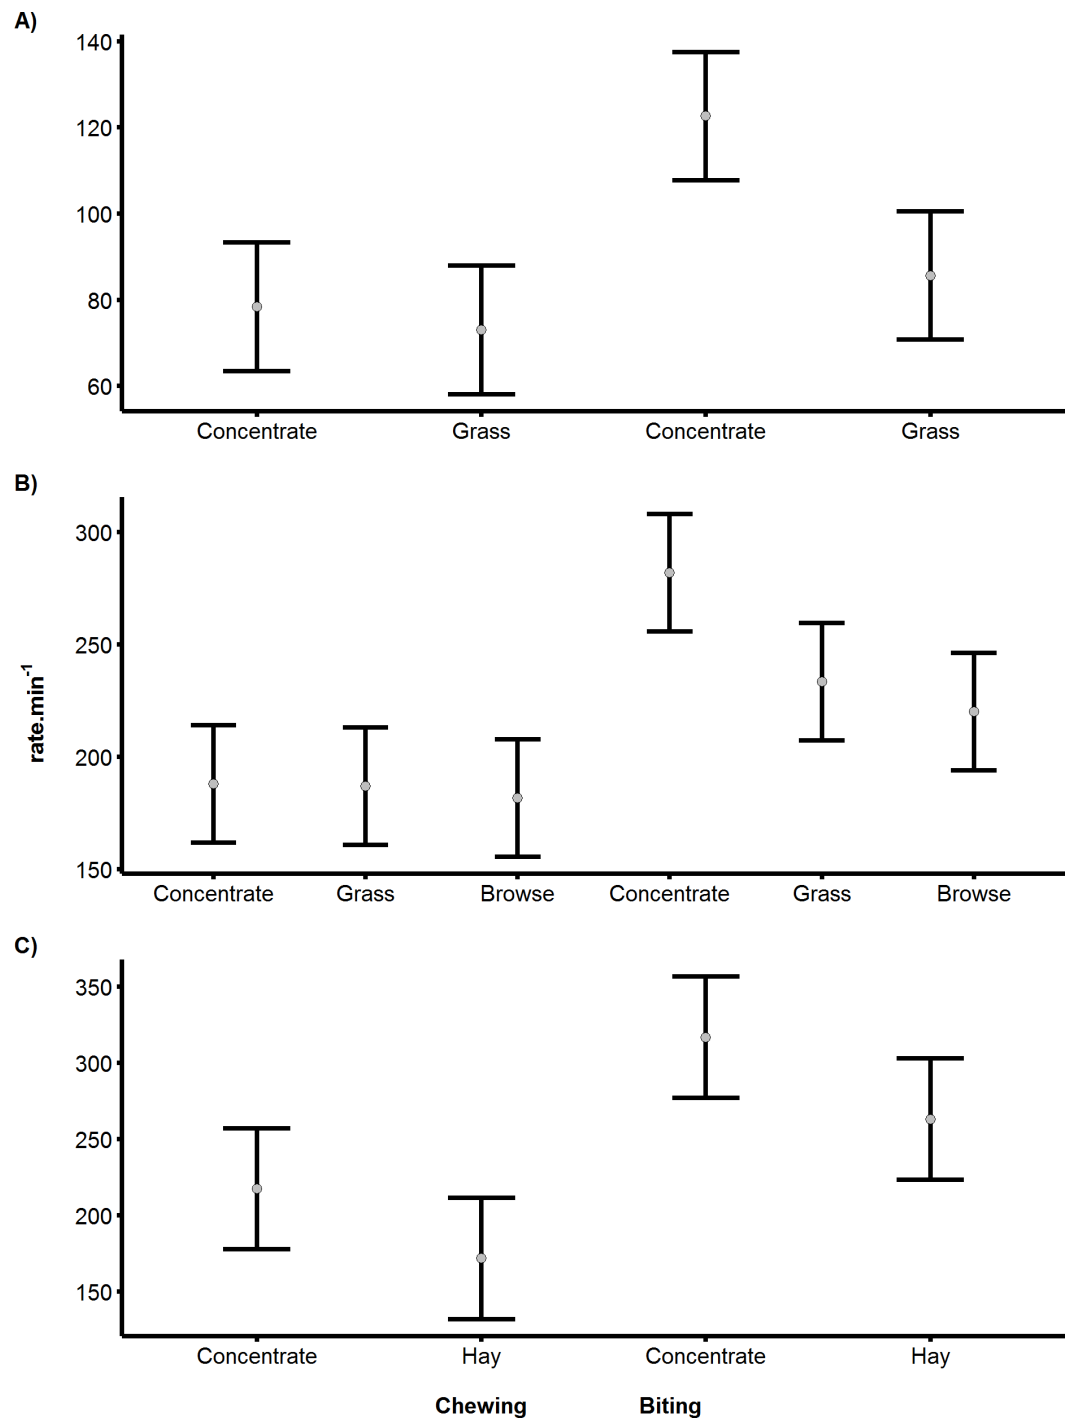 A)
140
120
100
80
60
Concentrate Grass Concentrate Grass
B)
300
250
200
150
Concentrate Grass Browse Concentrate Grass Browse
rate.min-1
C)
350
300
250
200
150
Concentrate Hay Concentrate Hay
Chewing Biting